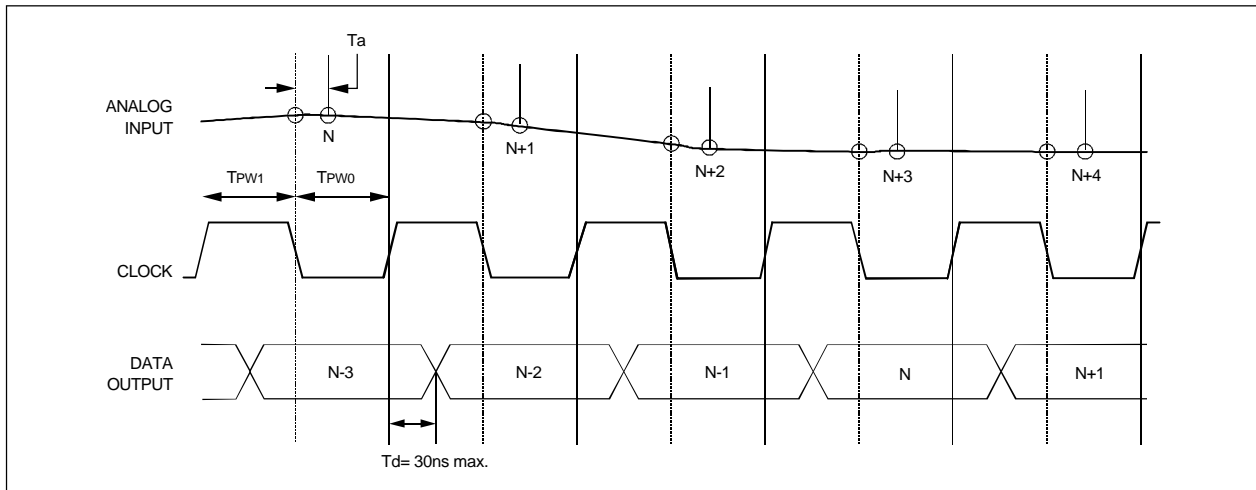 Ta
ANALOG
INPUT
N
N+1
N+2
N+3
N+4
TPW1
TPW0
CLOCK
DATA
OUTPUT
N-3
N-2
N-1
N
N+1
Td= 30ns max.